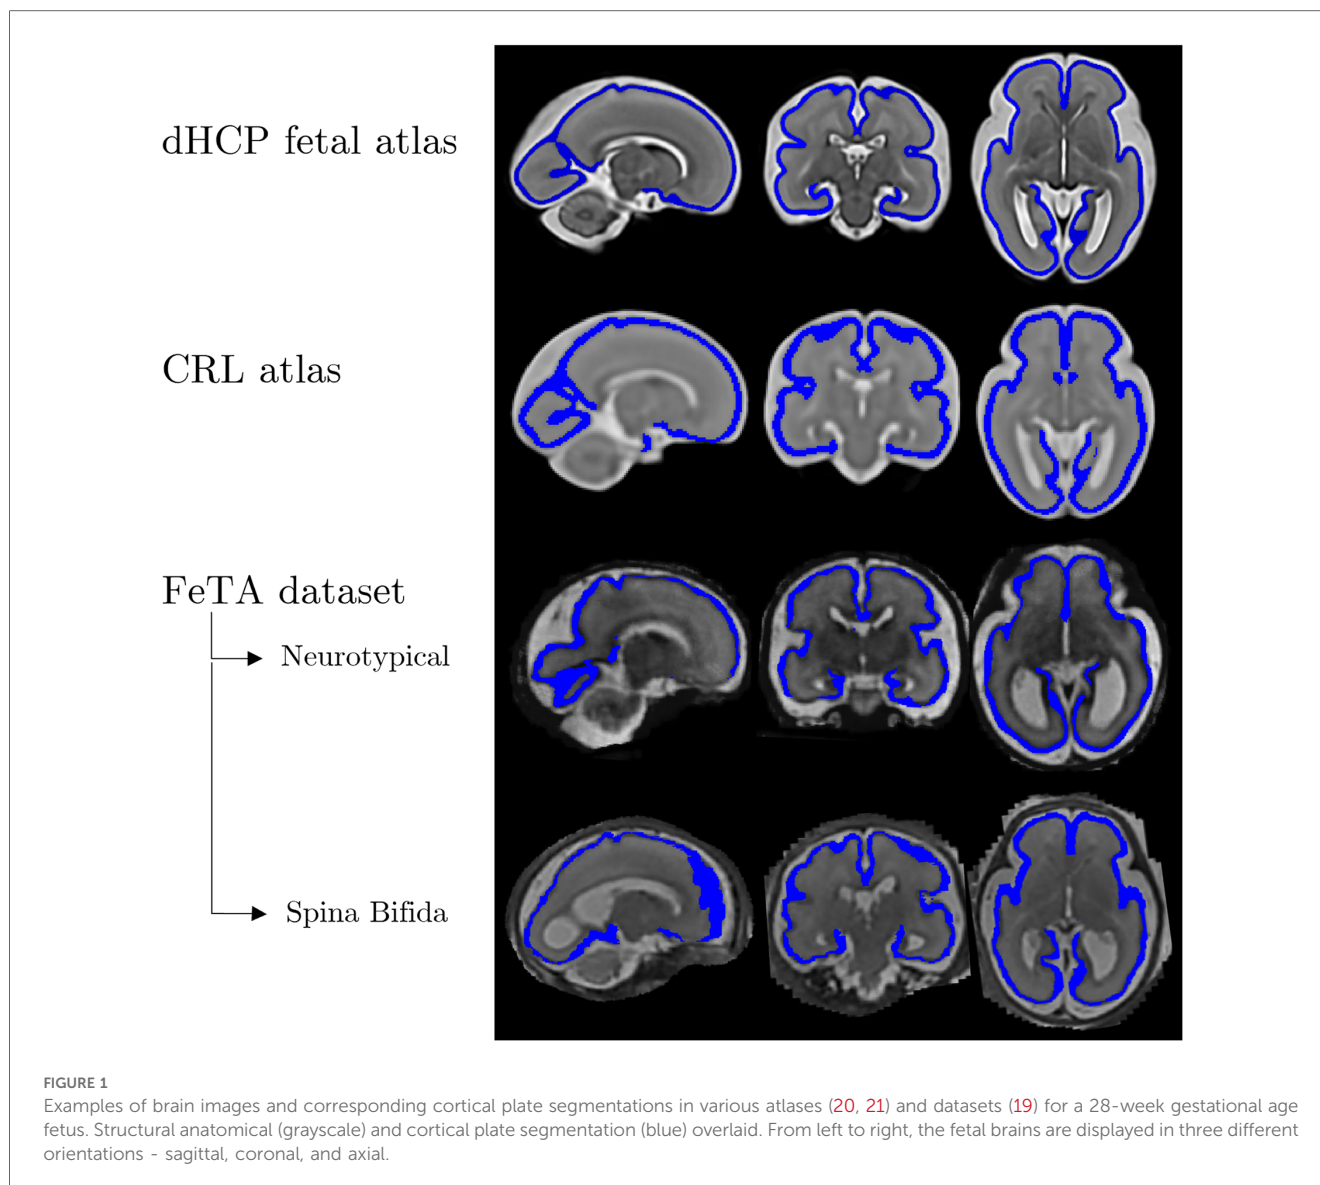 dHCP fetal atlas
CRL atlas
FeTA dataset
Neurotypical
Spina Bifida
FIGURE 1
Examples of brain images and corresponding cortical plate segmentations in various atlases (20, 21) and datasets (19) for a 28-week gestational age
fetus. Structural anatomical (grayscale) and cortical plate segmentation (blue) overlaid. From left to right, the fetal brains are displayed in three different
orientations - sagittal, coronal, and axial.